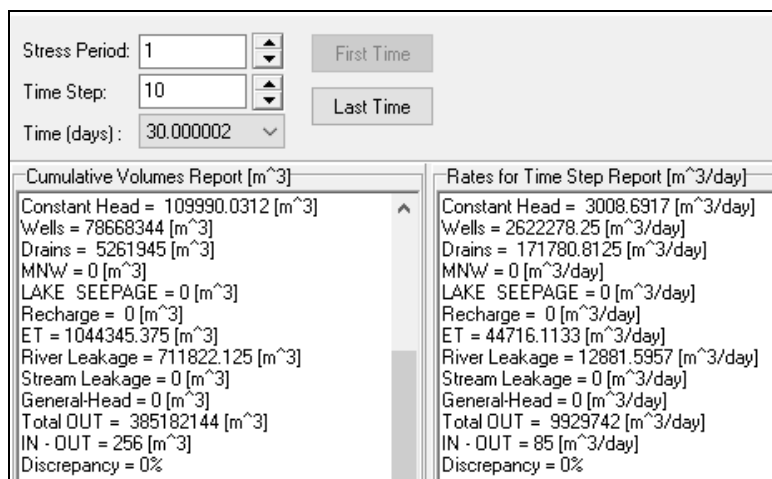 Stress Period: 1
First Time
Time Step: 10
Last Time
Time (days) : 30.000002
Cumulative Volumes Report [m^3]
Constant Head = 109990.0312 [m^3]
Wells = 78668344 [m^3]
Drains = 5261945 [m^3]
MNW = 0 [m^3]
LAKE SEEPAGE = 0 [m^3]
Recharge = 0 [m^3]
ET = 1044345.375 [m^3]
River Leakage = 711822.125 [m^3]
Stream Leakage = 0 [m^3]
General-Head = 0 [m^3]
Total OUT = 385182144 [m^3]
IN - OUT = 256 [m^3]
Discrepancy = 0%
Rates for Time Step Report [m^3/day]
Constant Head = 3008.6917 [m^3/day]
Wells = 2622278.25 [m^3/day]
Drains = 171780.8125 [m^3/day]
MNW = 0 [m^3/day]
LAKE SEEPAGE = 0 [m^3/day]
Recharge = 0 [m^3/day]
ET = 44716.1133 [m^3/day]
River Leakage = 12881.5957 [m^3/day]
Stream Leakage = 0 [m^3/day]
General-Head = 0 [m^3/day]
Total OUT = 9929742 [m^3/day]
IN - OUT = 85 [m^3/day]
Discrepancy = 0%